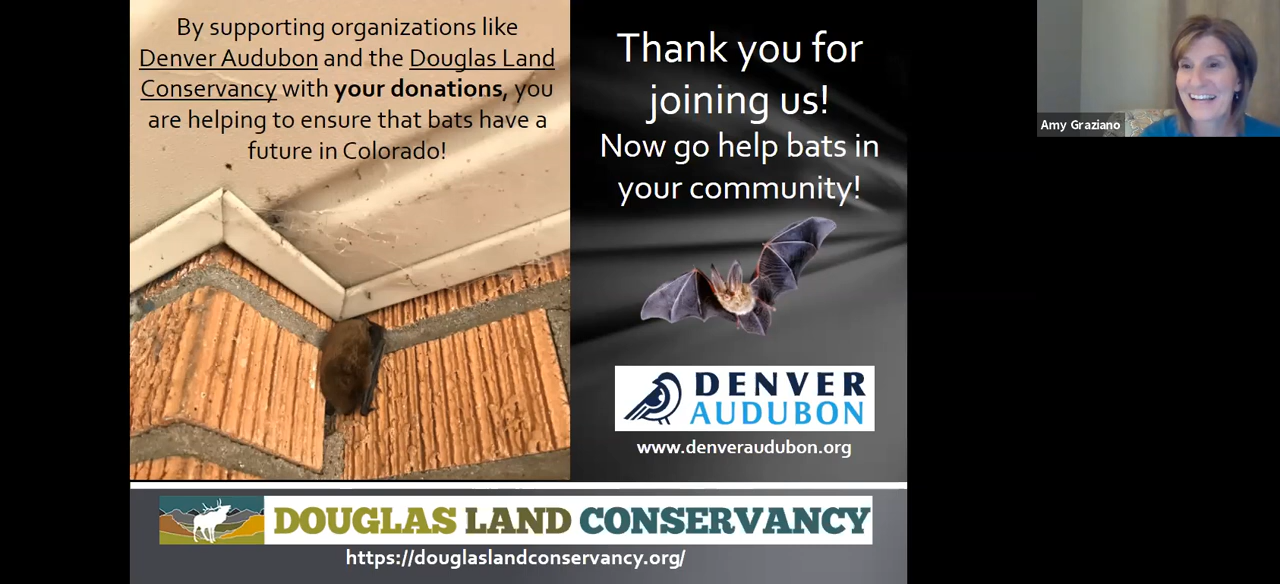 By supporting organizations like
Denver Audubon and the Douglas Land
Conservancy with your donations, you
are helping to ensure that bats have a
future in Colorado!
Thank you for
joining us!
Now go help bats in
your community!
DENVER
AUDUBON
www.denveraudubon.org
DOUGLAS LAND CONSERVANCY
https://douglaslandconservancy.org/
Amy Graziano